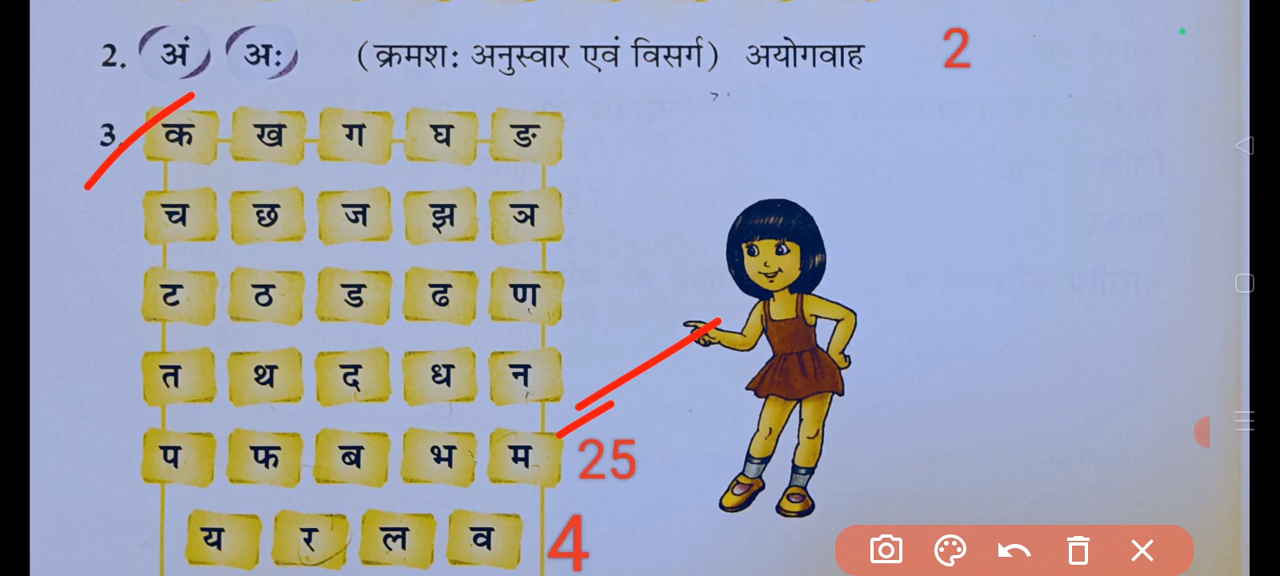 2. अं अः (क्रमशः अनुस्वार एवं विसर्ग) अयोगवाह 2
3. क ख ग घ ङ
च छ ज झ ञ
ट ठ ड ढ ण
त थ द ध न
प फ ब भ म 25
य र ल व 4